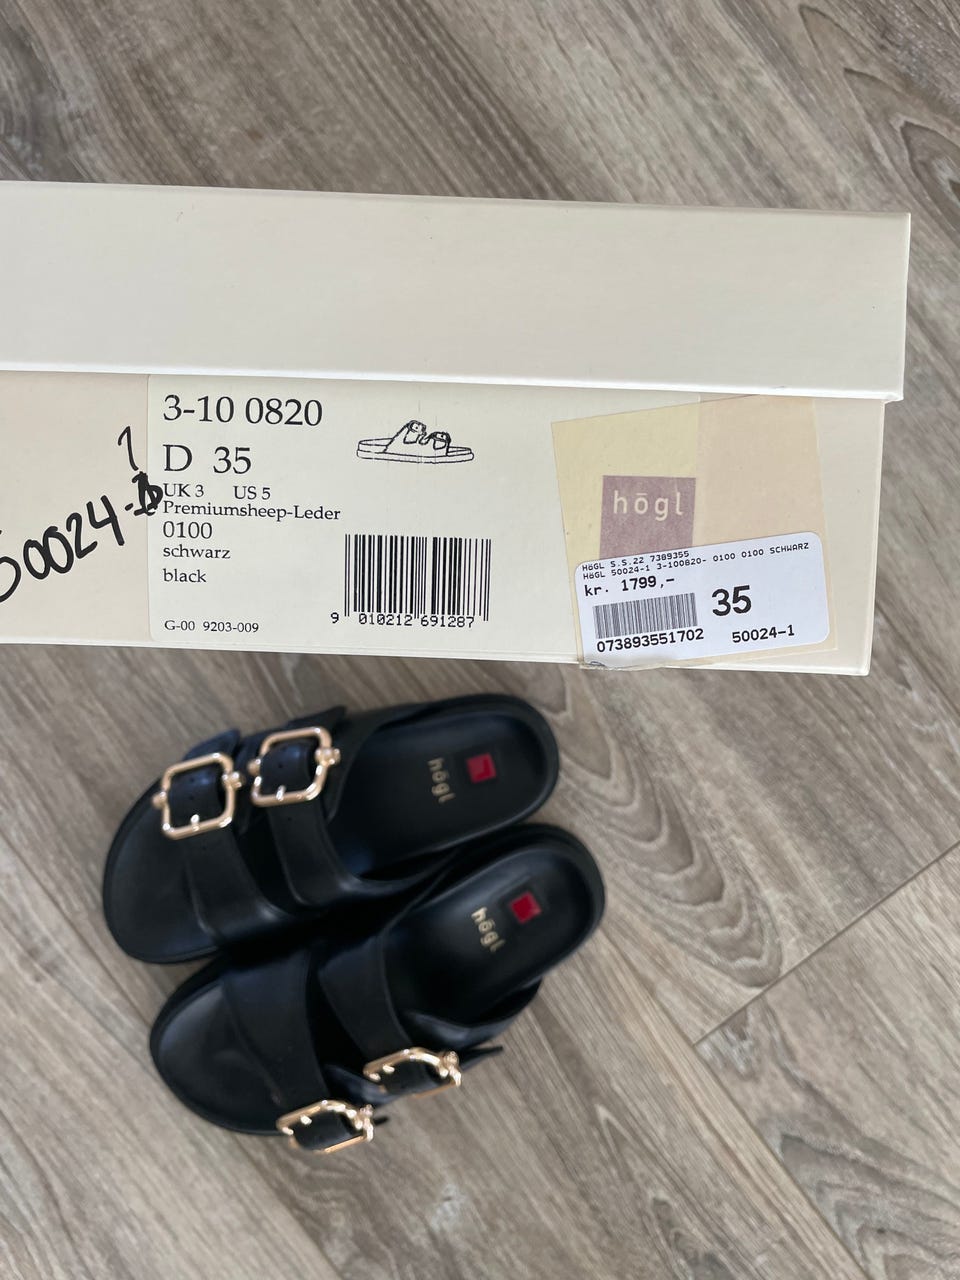 3-10 0820
D 35
UK 3 US 5
Premiumsheep-Leder
0100
schwarz
black
G-00 9203-009
9 010212 691287
1
50024-
högl
HöGL S.S.22 7389355
HöGL 50024-1 3-100820- 0100 0100 SCHWARZ
kr. 1799,-
35
073893551702
50024-1
högl
högl